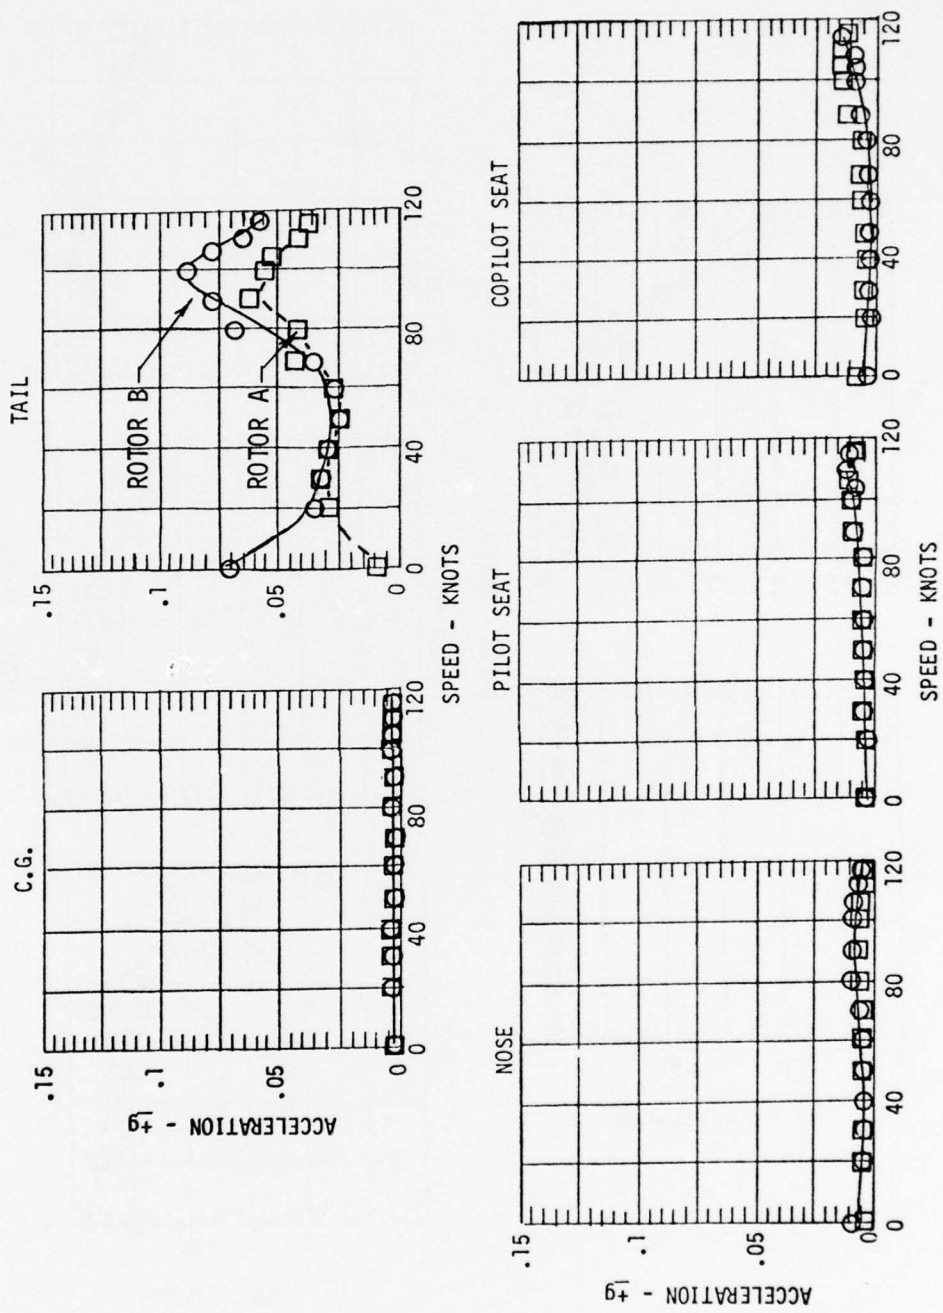 C.G.
.15
.1
.05
0
ACCELERATION - ±g
0 40 80 120
TAIL
.15
.1
.05
0
ROTOR B
ROTOR A
0 40 80 120
SPEED - KNOTS
NOSE
.15
.1
.05
0
ACCELERATION - ±g
0 40 80 120
PILOT SEAT
0 40 80 120
SPEED - KNOTS
COPILOT SEAT
0 40 80 120